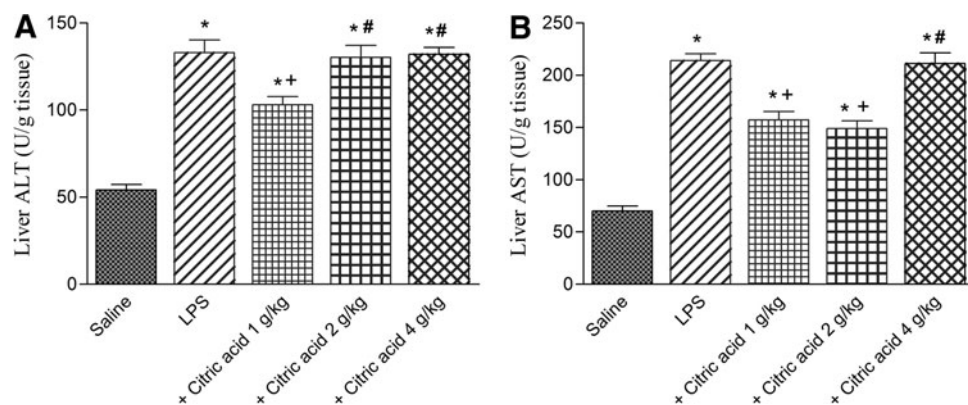 A
Liver ALT (U/g tissue)
150
100
50
0
*
* +
* #
* #
Saline
LPS
+ Citric acid 1 g/kg
+ Citric acid 2 g/kg
+ Citric acid 4 g/kg
B
Liver AST (U/g tissue)
250
200
150
100
50
0
*
* +
* +
* #
Saline
LPS
+ Citric acid 1 g/kg
+ Citric acid 2 g/kg
+ Citric acid 4 g/kg